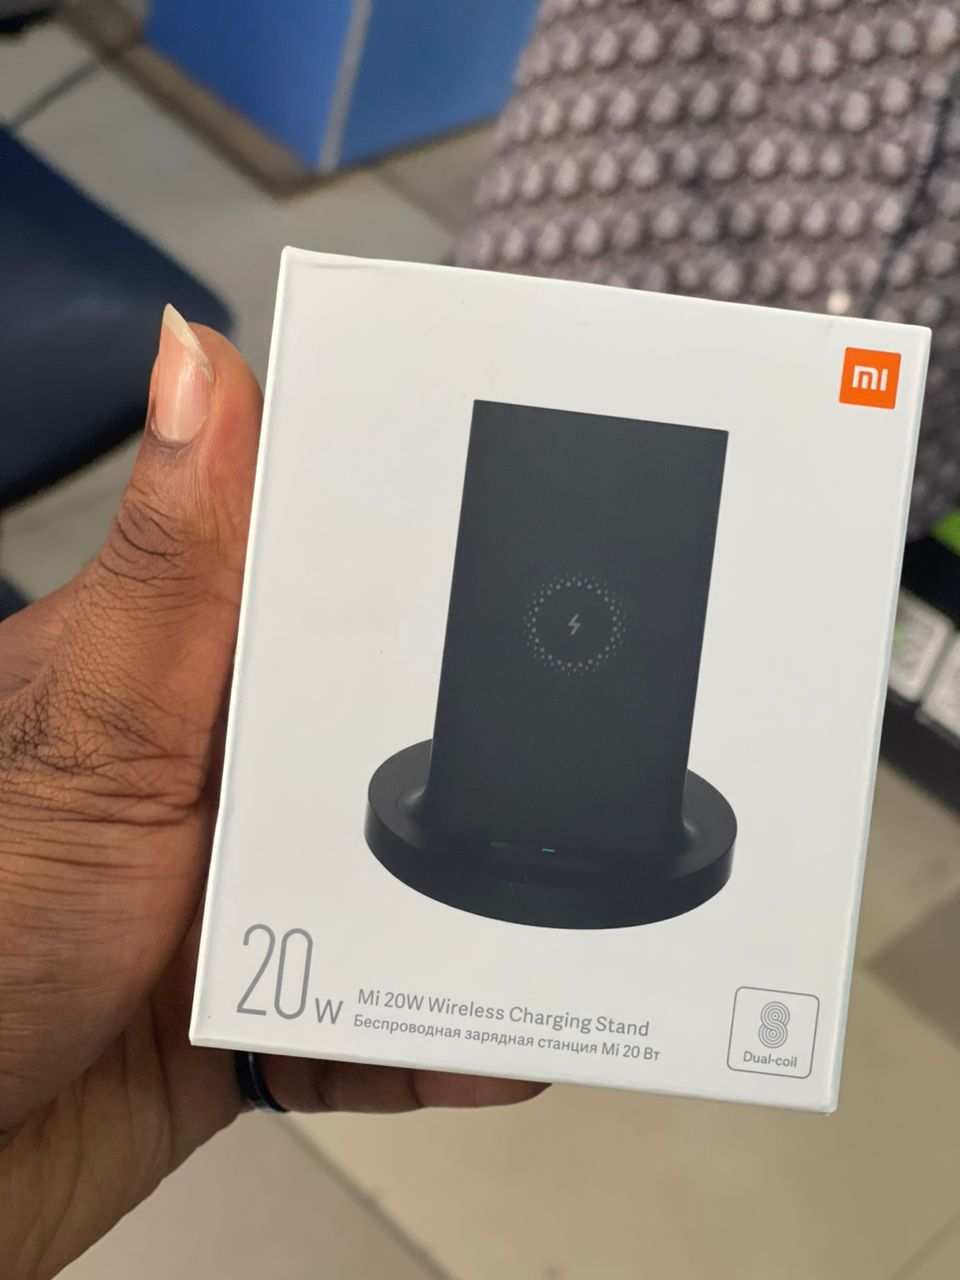 mi
20W
Mi 20W Wireless Charging Stand
Беспроводная зарядная станция Mi 20 Вт
Dual-coil